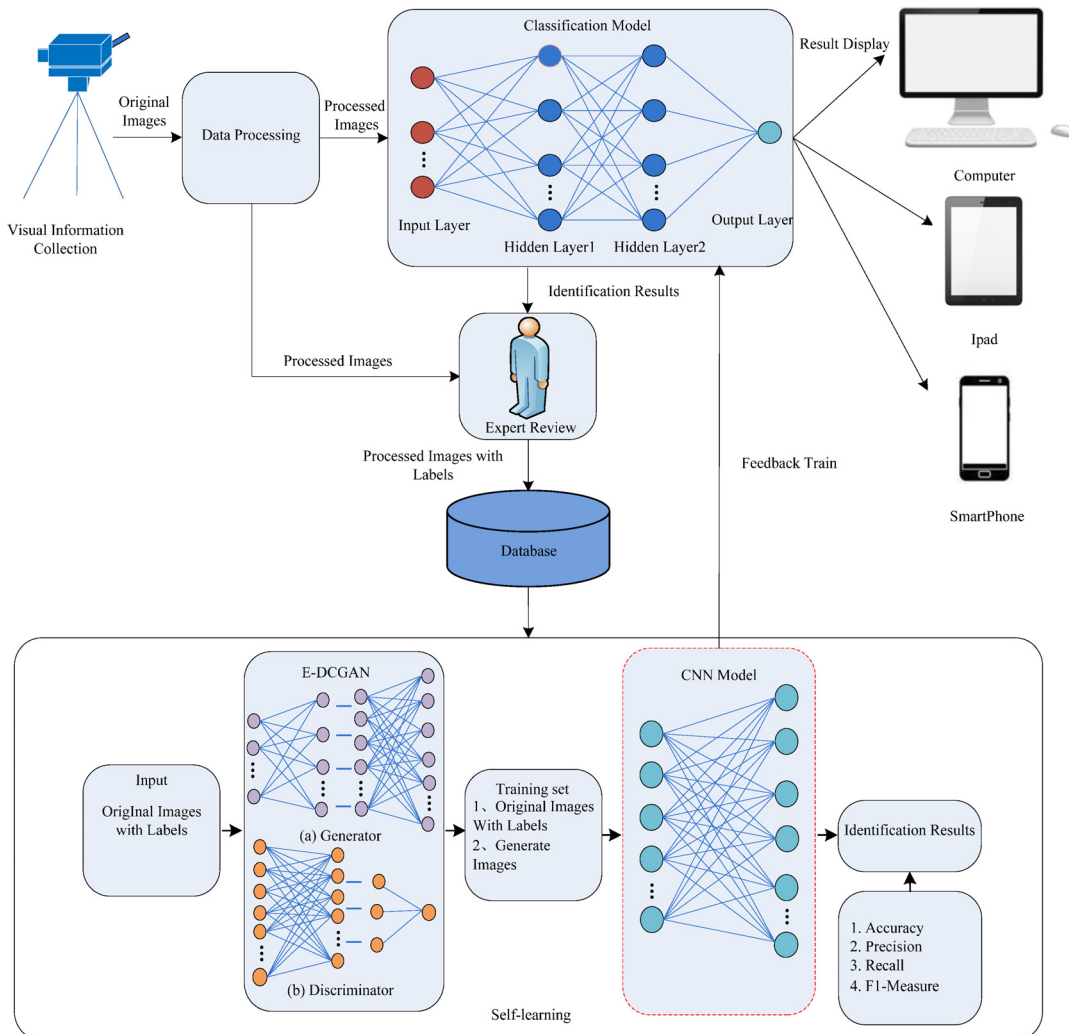 Classification Model
Result Display
Original
Images
Data Processing
Processed
Images
Input Layer
Hidden Layer1
Hidden Layer2
Output Layer
Computer
Visual Information
Collection
Ipad
SmartPhone
Identification Results
Processed Images
Expert Review
Processed Images with
Labels
Feedback Train
Database
E-DCGAN
CNN Model
Input
OrigInal Images
with Labels
(a) Generator
(b) Discriminator
Training set
1、Original Images
With Labels
2、Generate
Images
Identification Results
1. Accuracy
2. Precision
3. Recall
4. F1-Measure
Self-learning